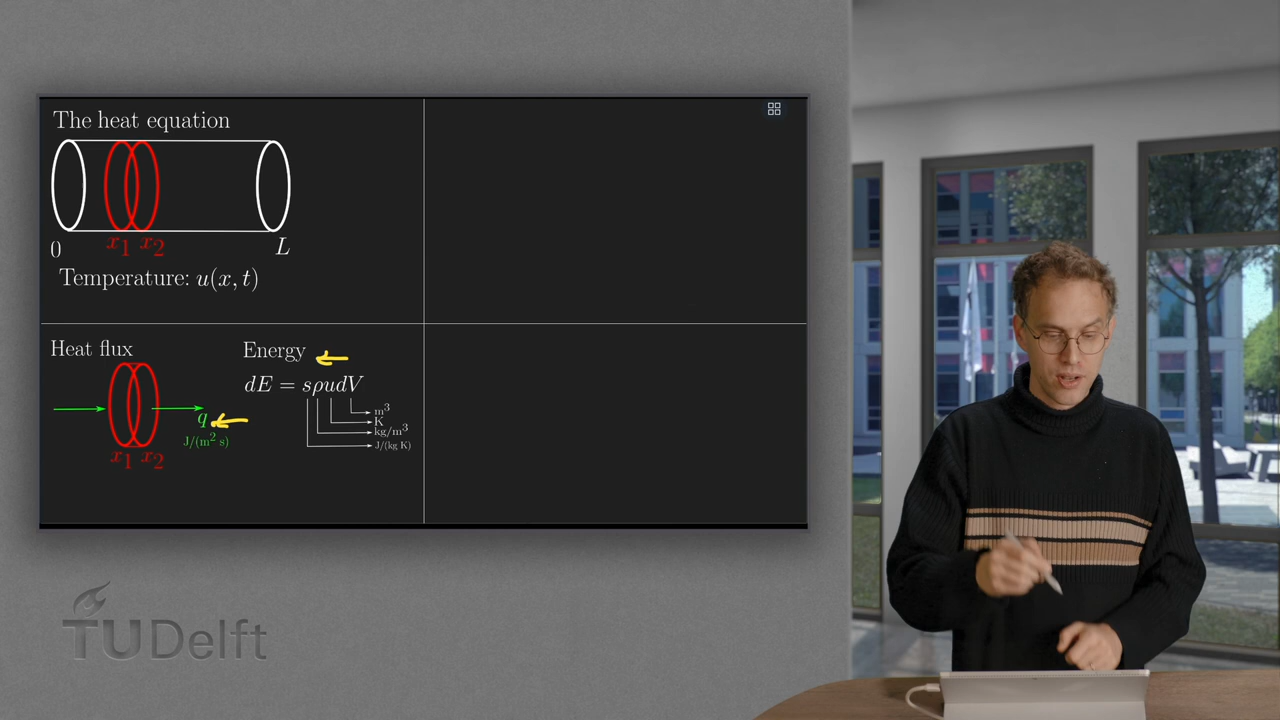 The heat equation
0
x1 x2
L
Temperature: u(x, t)
Heat flux
q
J/(m² s)
x1 x2
Energy
dE = sρudV
m³
K
kg/m³
J/(kg K)
TUDelft